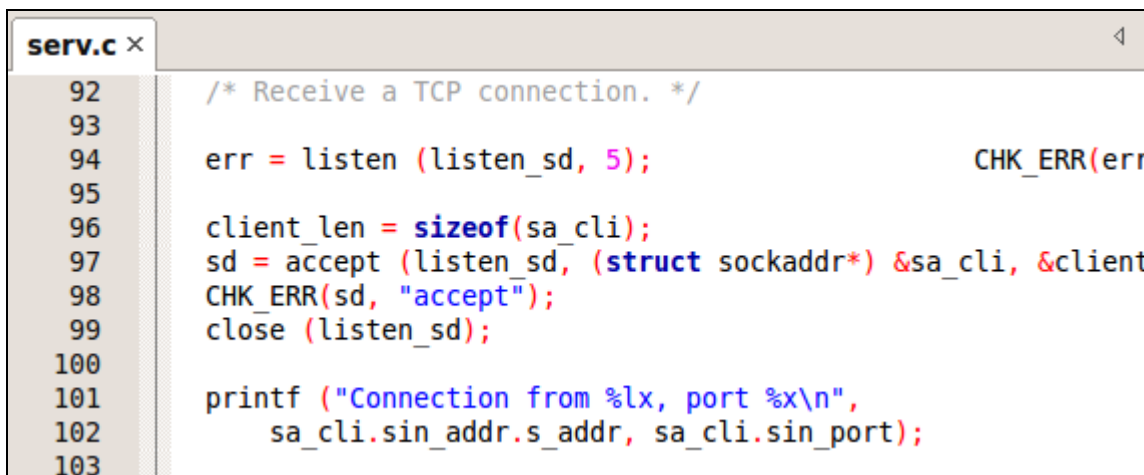 serv.c ×
92 /* Receive a TCP connection. */
93
94 err = listen (listen_sd, 5); CHK_ERR(err
95
96 client_len = sizeof(sa_cli);
97 sd = accept (listen_sd, (struct sockaddr*) &sa_cli, &client
98 CHK_ERR(sd, "accept");
99 close (listen_sd);
100
101 printf ("Connection from %lx, port %x\n",
102 sa_cli.sin_addr.s_addr, sa_cli.sin_port);
103